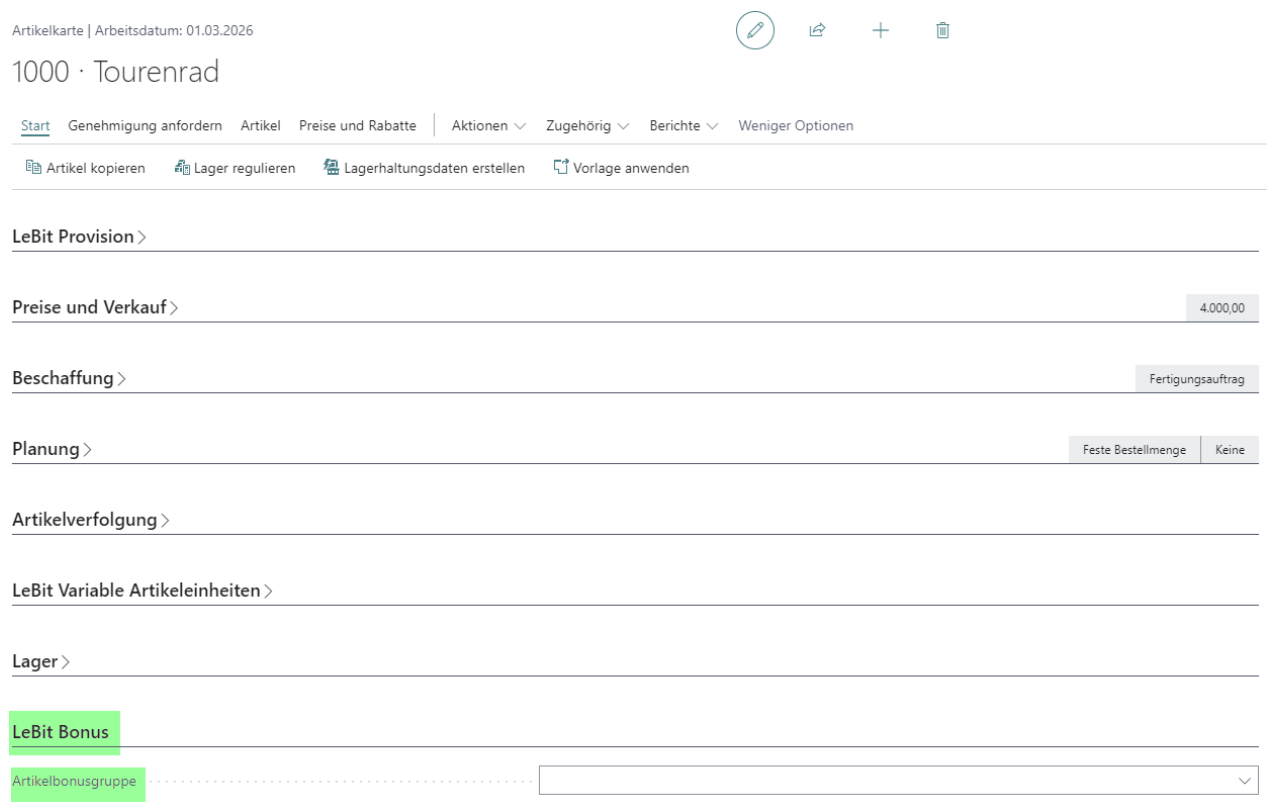 Artikelkarte | Arbeitsdatum: 01.03.2026
1000 · Tourenrad
Start Genehmigung anfordern Artikel Preise und Rabatte Aktionen Zugehörig Berichte Weniger Optionen
Artikel kopieren Lager regulieren Lagerhaltungsdaten erstellen Vorlage anwenden
LeBit Provision
Preise und Verkauf 4.000,00
Beschaffung Fertigungsauftrag
Planung Feste Bestellmenge Keine
Artikelverfolgung
LeBit Variable Artikeleinheiten
Lager
LeBit Bonus
Artikelbonusgruppe